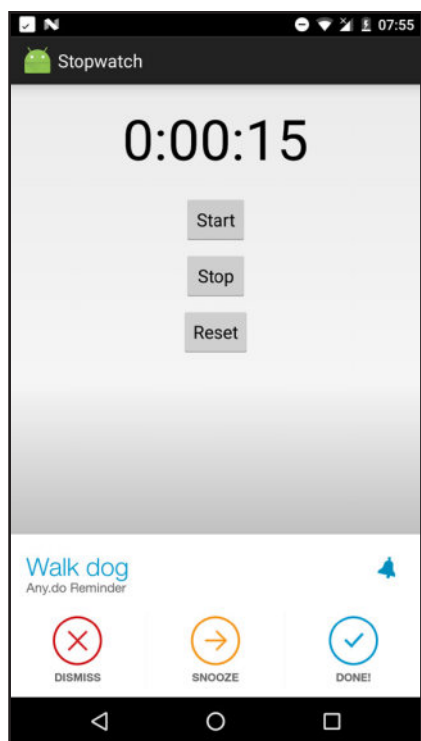 07:55
Stopwatch
0:00:15
Start
Stop
Reset
Walk dog
Any.do Reminder
DISMISS
SNOOZE
DONE!